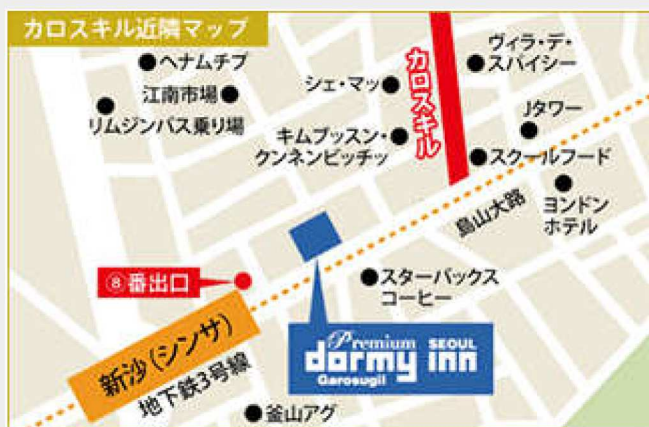 カロスキル近隣マップ
ヘナムチプ
江南市場
リムジンバス乗り場
シェ・マッ
キムブッスン・
クンネンビッチッ
カロスキル
ヴィラ・デ・
スパイシー
Jタワー
スクールフード
ヨンドン
ホテル
島山大路
⑧番出口
スターバックス
コーヒー
新沙(シンサ)
地下鉄3号線
Premium
dormy inn
SEOUL
Garosugil
釜山アグ